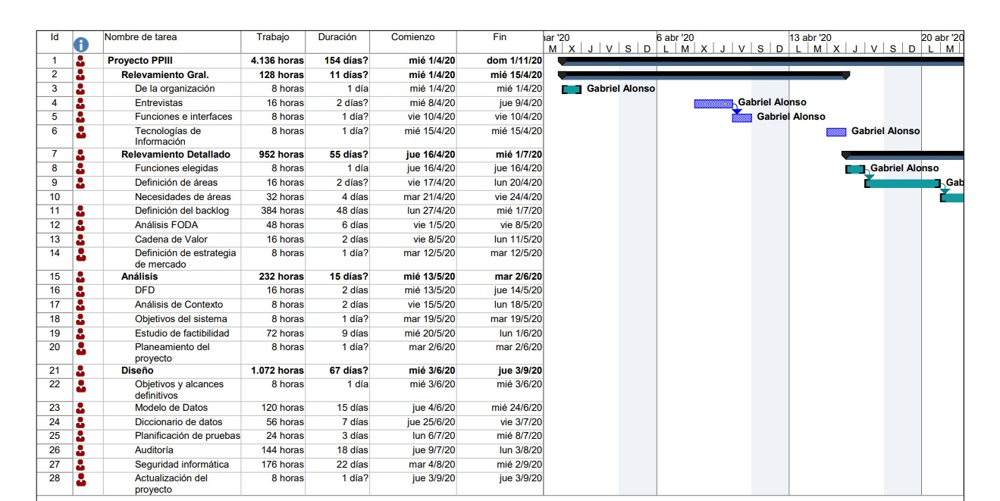 Id Nombre de tarea Trabajo Duración Comienzo Fin mar '20 6 abr '20 13 abr '20 20 abr '20
M X J V S D L M X J V S D L M X J V S D L M
1 Proyecto PPIII 4.136 horas 154 días? mié 1/4/20 dom 1/11/20
2 Relevamiento Gral. 128 horas 11 días? mié 1/4/20 mié 15/4/20
3 De la organización 8 horas 1 día mié 1/4/20 mié 1/4/20 Gabriel Alonso
4 Entrevistas 16 horas 2 días? mié 8/4/20 jue 9/4/20 Gabriel Alonso
5 Funciones e interfaces 8 horas 1 día? vie 10/4/20 vie 10/4/20 Gabriel Alonso
6 Tecnologías de 8 horas 1 día? mié 15/4/20 mié 15/4/20 Gabriel Alonso
Información
7 Relevamiento Detallado 952 horas 55 días? jue 16/4/20 mié 1/7/20
8 Funciones elegidas 8 horas 1 día jue 16/4/20 jue 16/4/20 Gabriel Alonso
9 Definición de áreas 16 horas 2 días? vie 17/4/20 lun 20/4/20 Gab
10 Necesidades de áreas 32 horas 4 días mar 21/4/20 vie 24/4/20
11 Definición del backlog 384 horas 48 días lun 27/4/20 mié 1/7/20
12 Análisis FODA 48 horas 6 días vie 1/5/20 vie 8/5/20
13 Cadena de Valor 16 horas 2 días vie 8/5/20 lun 11/5/20
14 Definición de estrategia 8 horas 1 día? mar 12/5/20 mar 12/5/20
de mercado
15 Análisis 232 horas 15 días? mié 13/5/20 mar 2/6/20
16 DFD 16 horas 2 días mié 13/5/20 jue 14/5/20
17 Análisis de Contexto 8 horas 2 días vie 15/5/20 lun 18/5/20
18 Objetivos del sistema 8 horas 1 día? mar 19/5/20 mar 19/5/20
19 Estudio de factibilidad 72 horas 9 días mié 20/5/20 lun 1/6/20
20 Planeamiento del 8 horas 1 día? mar 2/6/20 mar 2/6/20
proyecto
21 Diseño 1.072 horas 67 días? mié 3/6/20 jue 3/9/20
22 Objetivos y alcances 8 horas 1 día mié 3/6/20 mié 3/6/20
definitivos
23 Modelo de Datos 120 horas 15 días jue 4/6/20 mié 24/6/20
24 Diccionario de datos 56 horas 7 días jue 25/6/20 vie 3/7/20
25 Planificación de pruebas 24 horas 3 días lun 6/7/20 mié 8/7/20
26 Auditoría 144 horas 18 días jue 9/7/20 lun 3/8/20
27 Seguridad informática 176 horas 22 días mar 4/8/20 mié 2/9/20
28 Actualización del 8 horas 1 día? jue 3/9/20 jue 3/9/20
proyecto